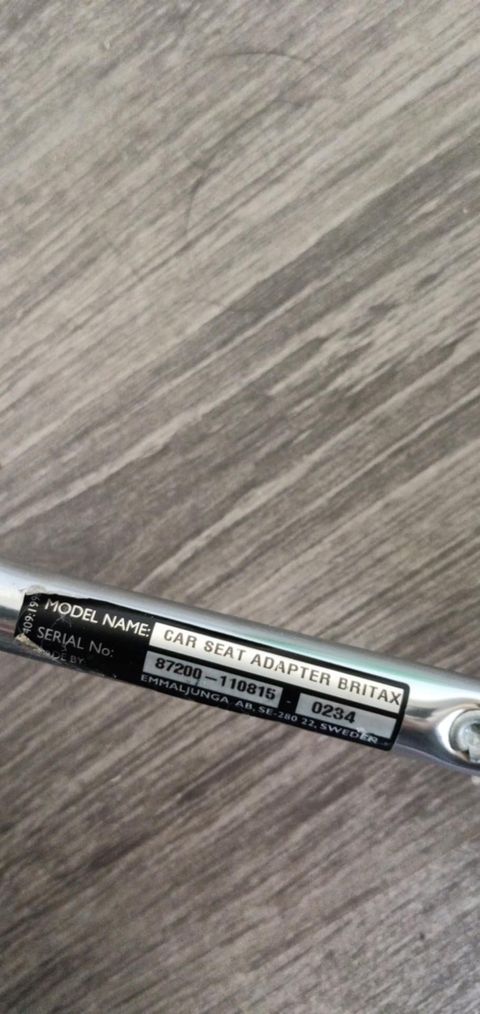 MODEL NAME: CAR SEAT ADAPTER BRITAX
SERIAL No: 87200-110815 - 0234
EMMALJUNGA AB, SE-280 22, SWEDEN